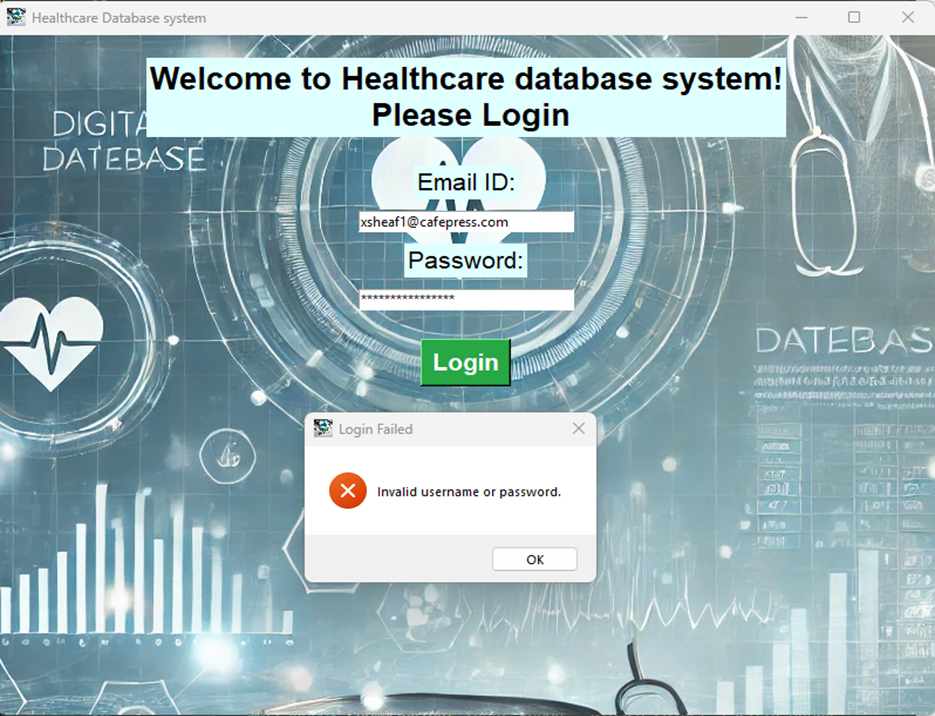 Healthcare Database system
Welcome to Healthcare database system!
Please Login
DIGITA
DATEBASE
Email ID:
xsheaf1@cafepress.com
Password:
****************
DATEBAS
Login
Login Failed
Invalid username or password.
OK